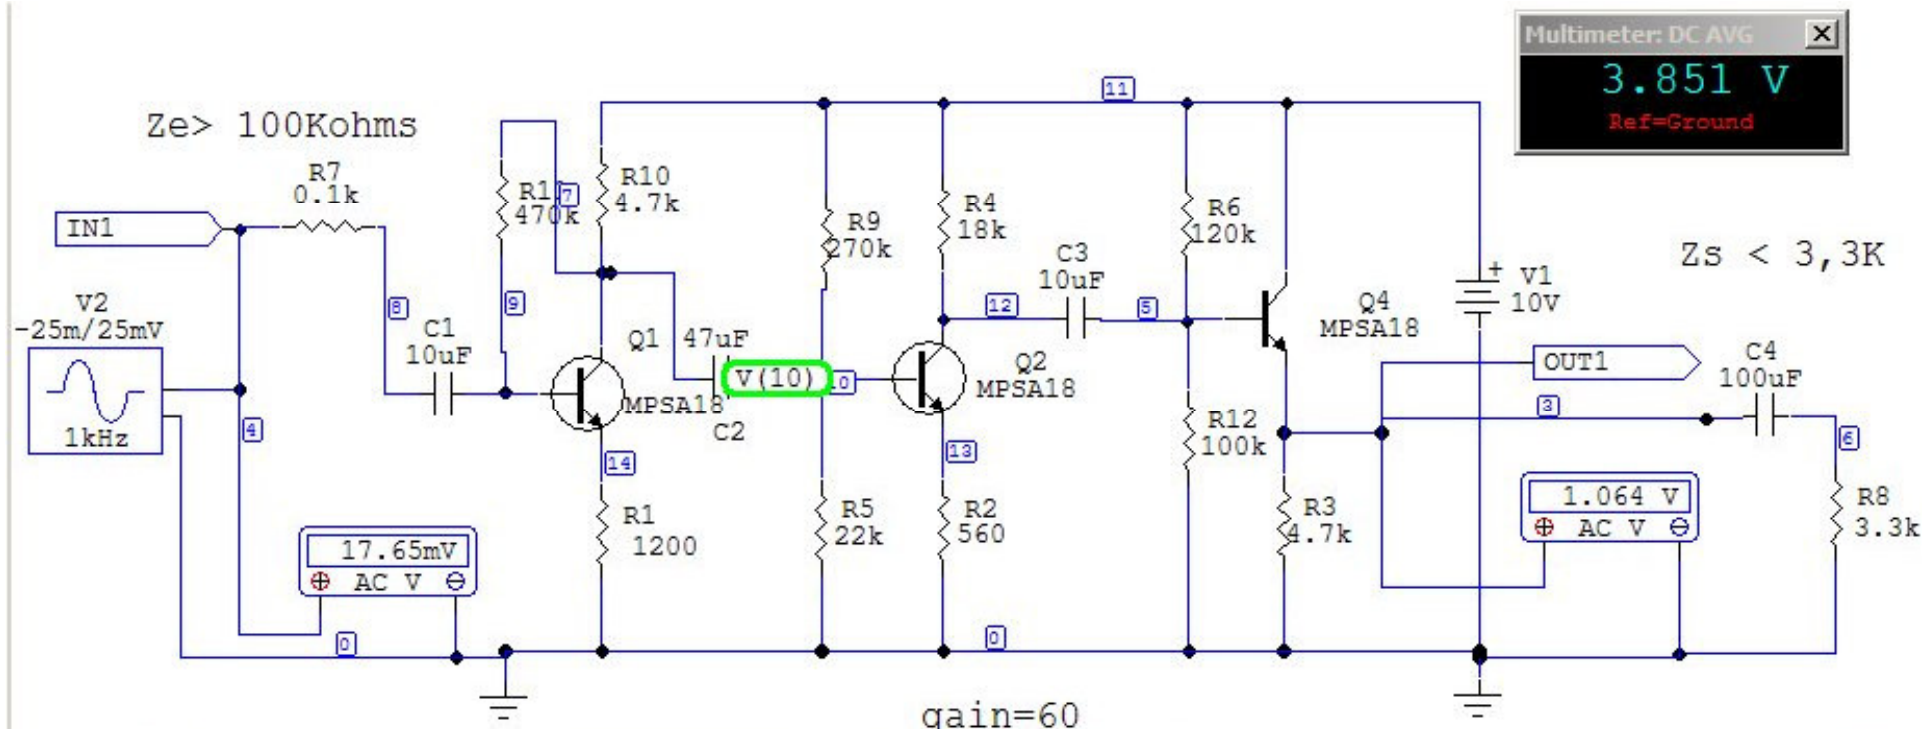 Multimeter: DC AVG
3.851 V
Ref=Ground
Ze> 100Kohms
11
R7
0.1k
R10
4.7k
R1
470k
7
R9
270k
R4
18k
R6
120k
IN1
Zs < 3,3K
V2
-25m/25mV
1kHz
8
9
C1
10uF
Q1
MPSA18
47uF
C2
V(10)
Q2
MPSA18
12
C3
10uF
5
Q4
MPSA18
V1
10V
OUT1
C4
100uF
3
4
14
13
R12
100k
6
R1
1200
R5
22k
R2
560
R3
4.7k
1.064 V
AC V
R8
3.3k
17.65mV
AC V
0
0
gain=60